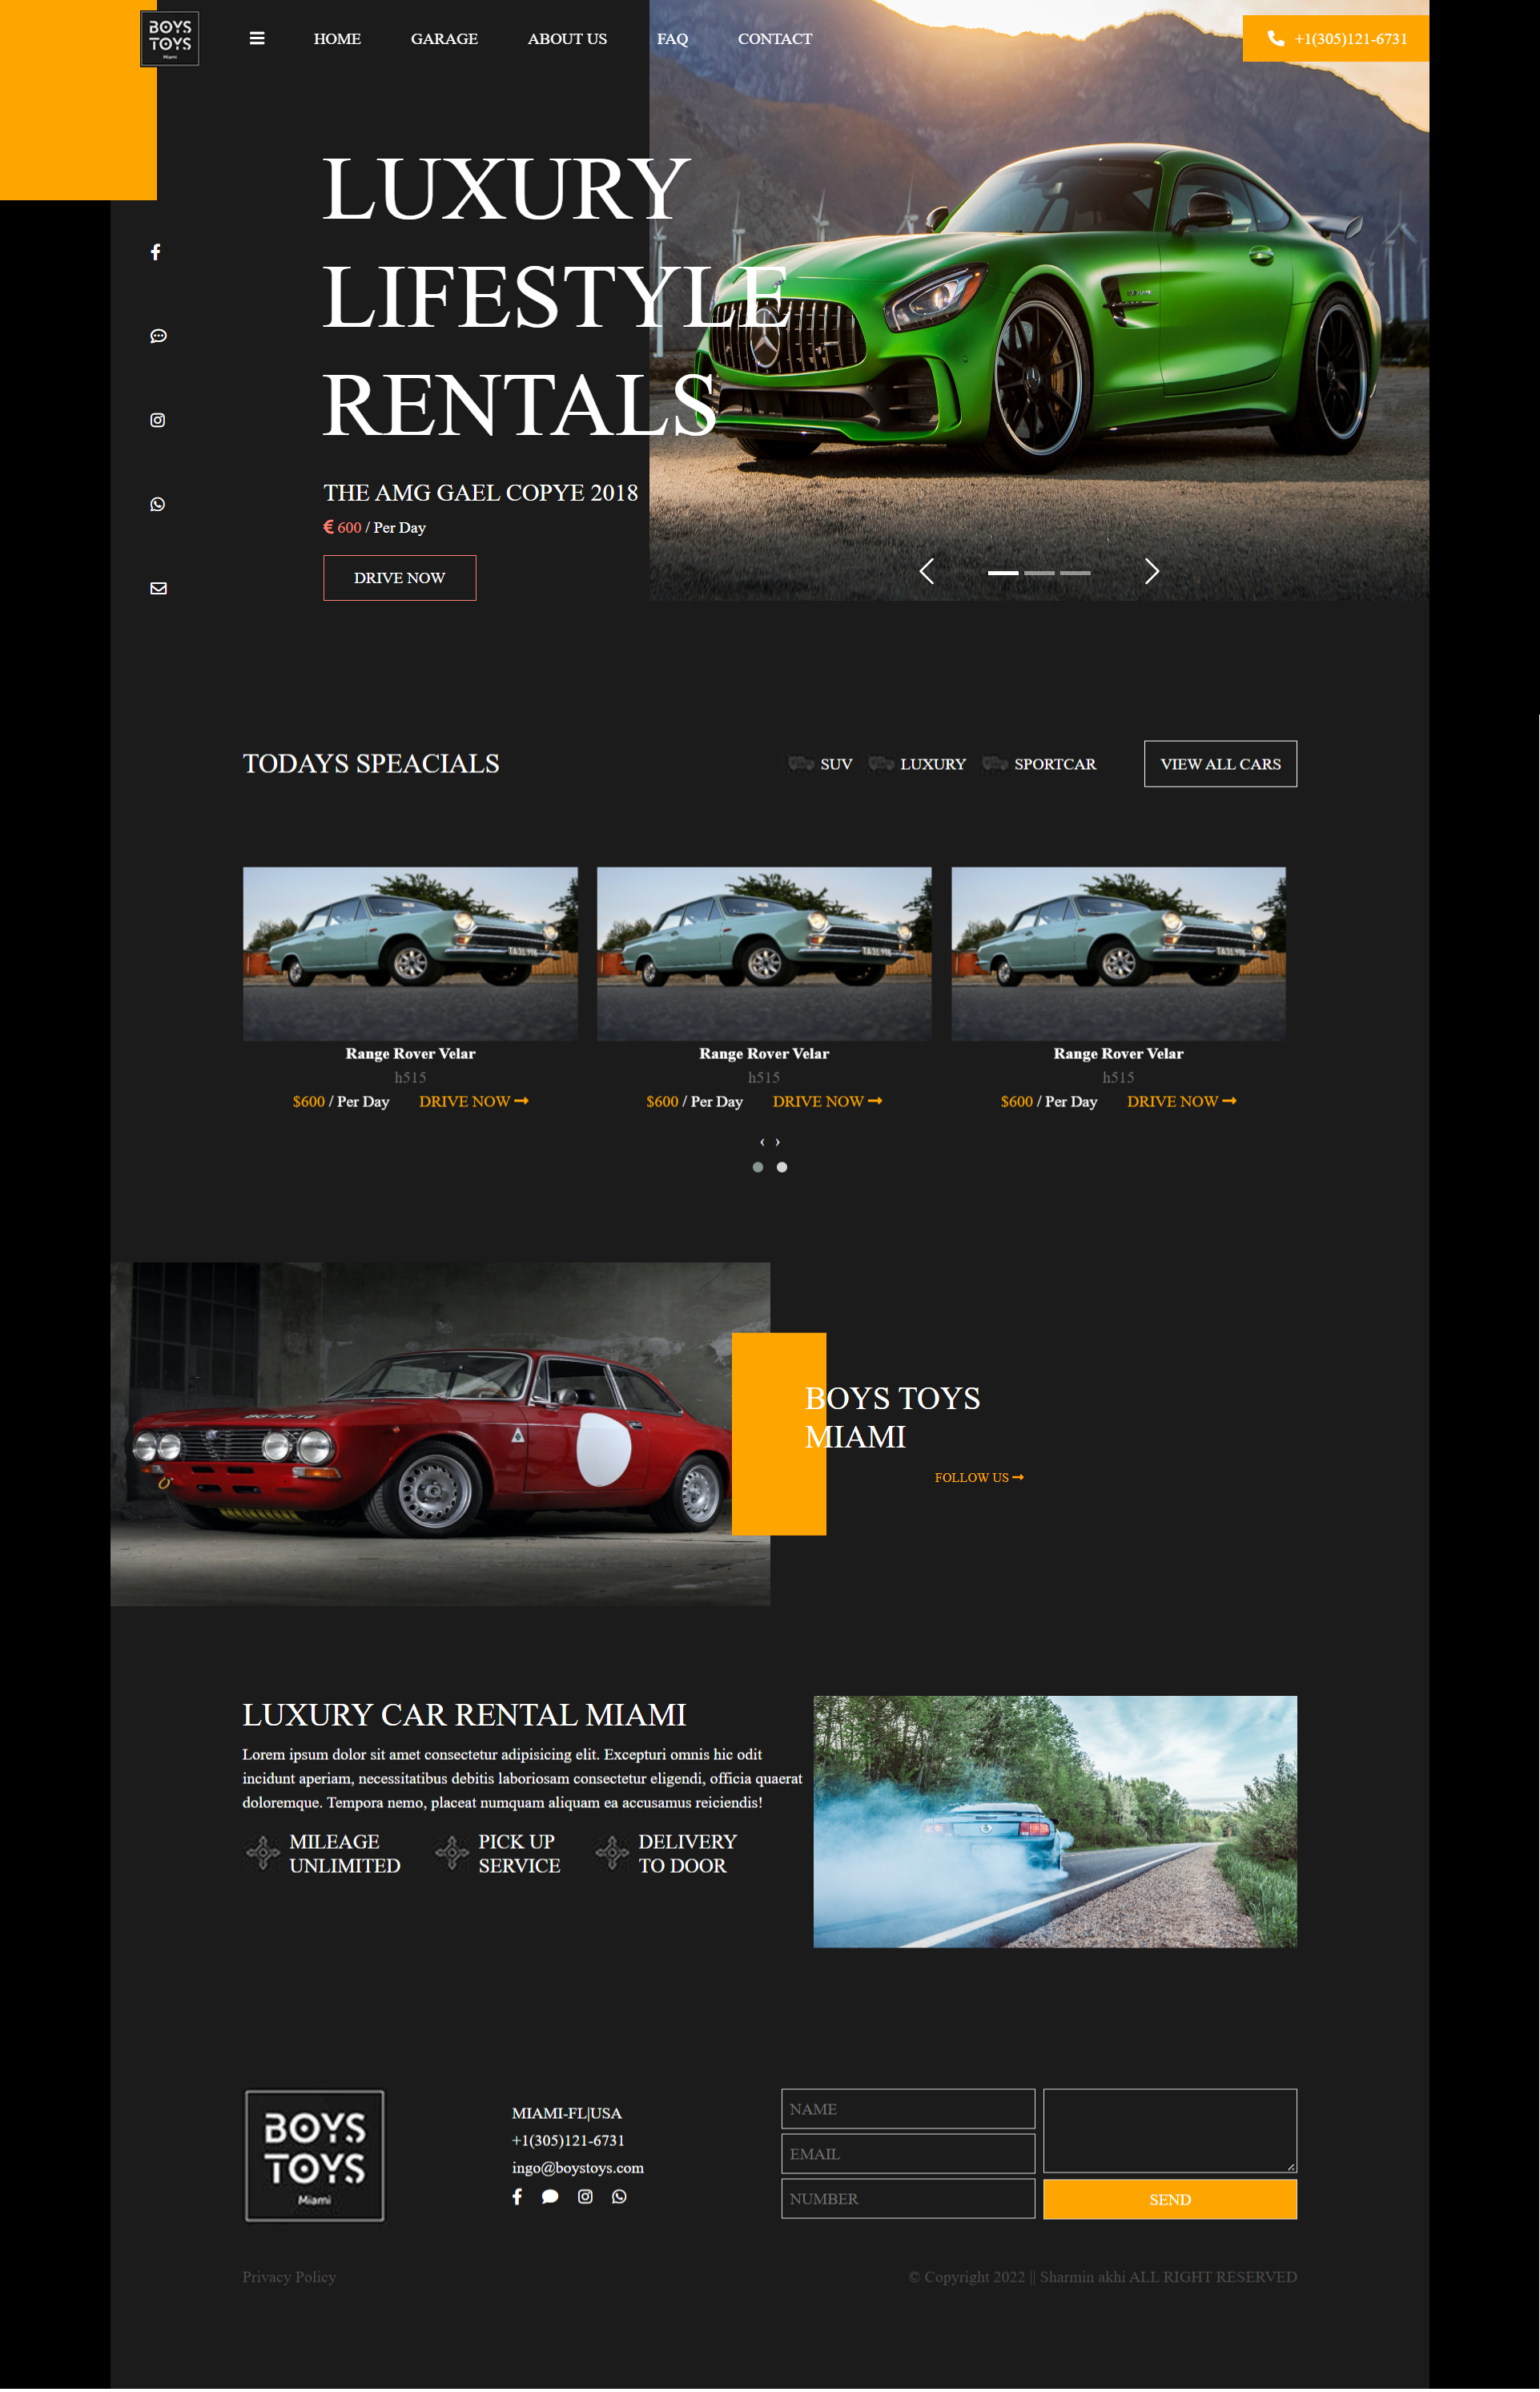 BOYS
TOYS
Miami
HOME GARAGE ABOUT US FAQ CONTACT
+1(305)121-6731
LUXURY
LIFESTYLE
RENTALS
THE AMG GAEL COPYE 2018
€ 600 / Per Day
DRIVE NOW
TODAYS SPEACIALS
SUV LUXURY SPORTCAR
VIEW ALL CARS
Range Rover Velar
h515
$600 / Per Day DRIVE NOW
Range Rover Velar
h515
$600 / Per Day DRIVE NOW
Range Rover Velar
h515
$600 / Per Day DRIVE NOW
‹ ›
BOYS TOYS
MIAMI
FOLLOW US
LUXURY CAR RENTAL MIAMI
Lorem ipsum dolor sit amet consectetur adipisicing elit. Excepturi omnis hic odit
incidunt aperiam, necessitatibus debitis laboriosam consectetur eligendi, officia quaerat
doloremque. Tempora nemo, placeat numquam aliquam ea accusamus reiciendis!
MILEAGE
UNLIMITED
PICK UP
SERVICE
DELIVERY
TO DOOR
BOYS
TOYS
Miami
MIAMI-FL|USA
+1(305)121-6731
ingo@boystoys.com
NAME
EMAIL
NUMBER
SEND
Privacy Policy
© Copyright 2022 || Sharmin akhi ALL RIGHT RESERVED